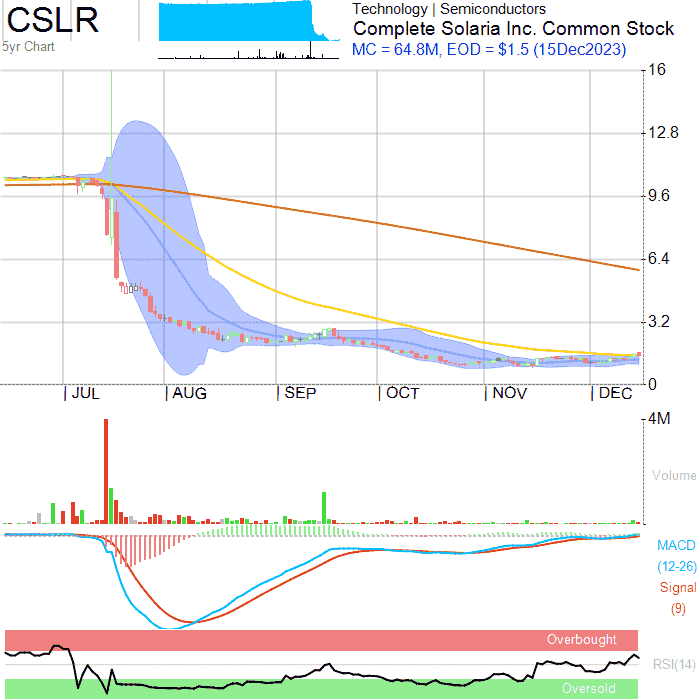 CSLR
5yr Chart
Technology | Semiconductors
Complete Solaria Inc. Common Stock
MC = 64.8M, EOD = $1.5 (15Dec2023)
16
12.8
9.6
6.4
3.2
0
JUL AUG SEP OCT NOV DEC
4M
Volume
MACD
(12-26)
Signal
(9)
Overbought
RSI(14)
Oversold